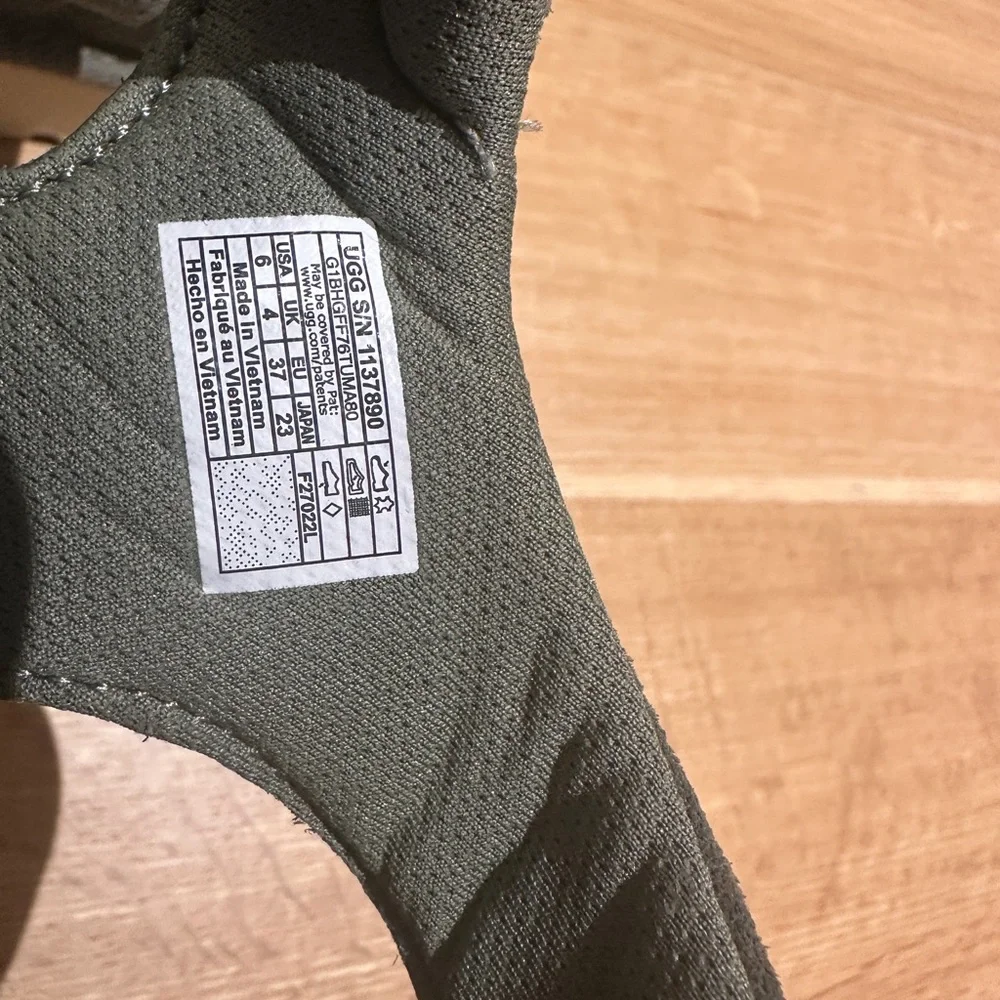 UGG S/N 1137890
G1BHGFF76TUMA80
May be covered by Pat:
www.ugg.com/patents
USA UK EU JAPAN
6 4 37 23
Made In Vietnam
Fabriqué au Vietnam
Hecho en Vietnam
F27022L